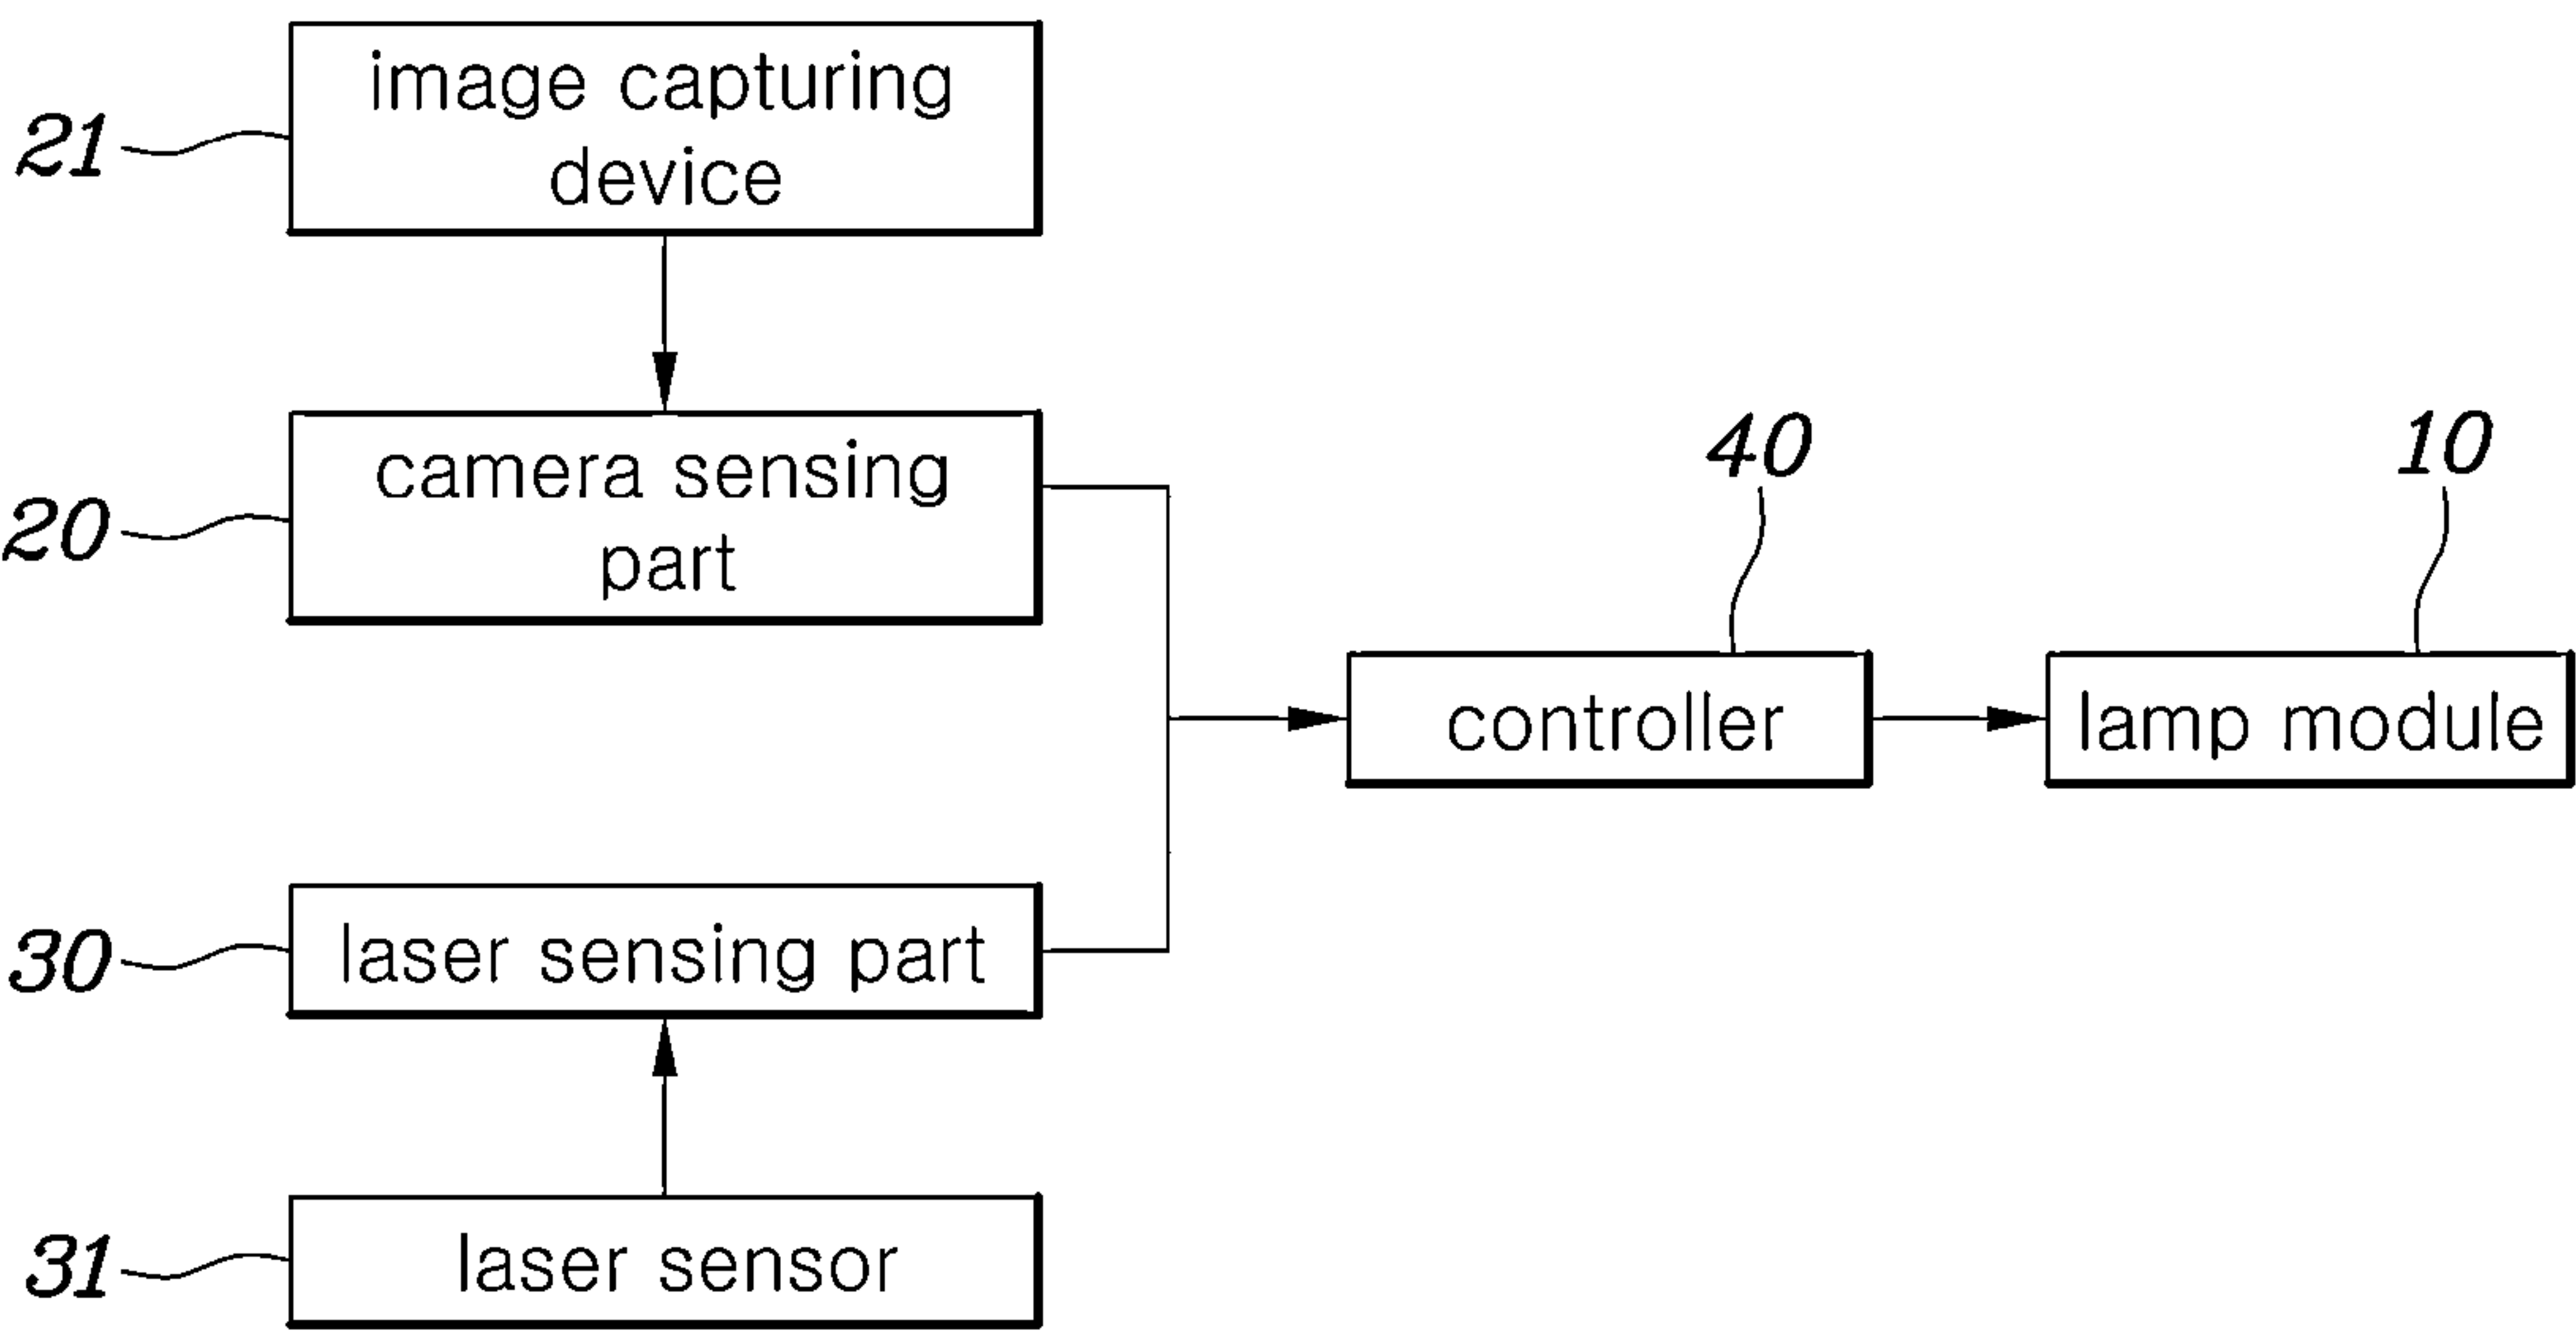 21
image capturing
device
20
camera sensing
part
40
10
controller
lamp module
30
laser sensing part
31
laser sensor